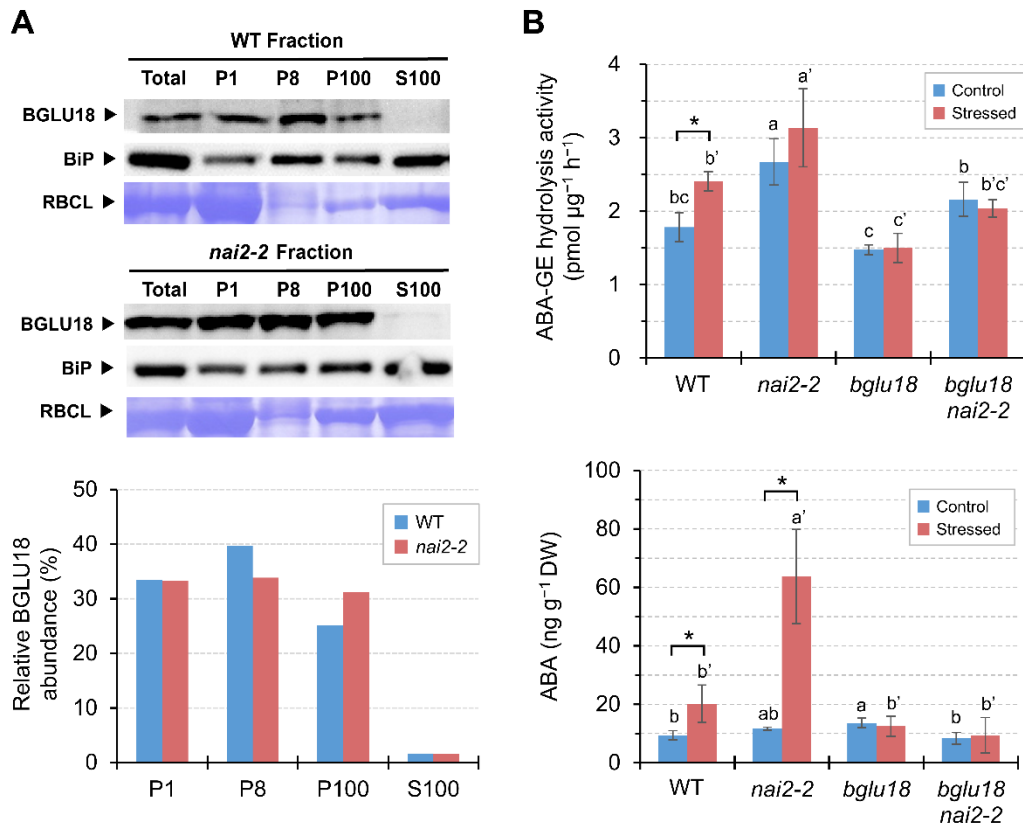 A
WT Fraction
Total P1 P8 P100 S100
BGLU18
BiP
RBCL
nai2-2 Fraction
Total P1 P8 P100 S100
BGLU18
BiP
RBCL
Relative BGLU18
abundance (%)
50
40
30
20
10
0
WT
nai2-2
P1 P8 P100 S100
B
ABA-GE hydrolysis activity
(pmol µg⁻¹ h⁻¹)
4
3
2
1
0
Control
Stressed
*
bc
b’
a
a’
c
c’
b
b’c’
WT nai2-2 bglu18 bglu18
nai2-2
ABA (ng g⁻¹ DW)
100
80
60
40
20
0
Control
Stressed
*
*
b
b’
ab
a’
a
b’
b
b’
WT nai2-2 bglu18 bglu18
nai2-2